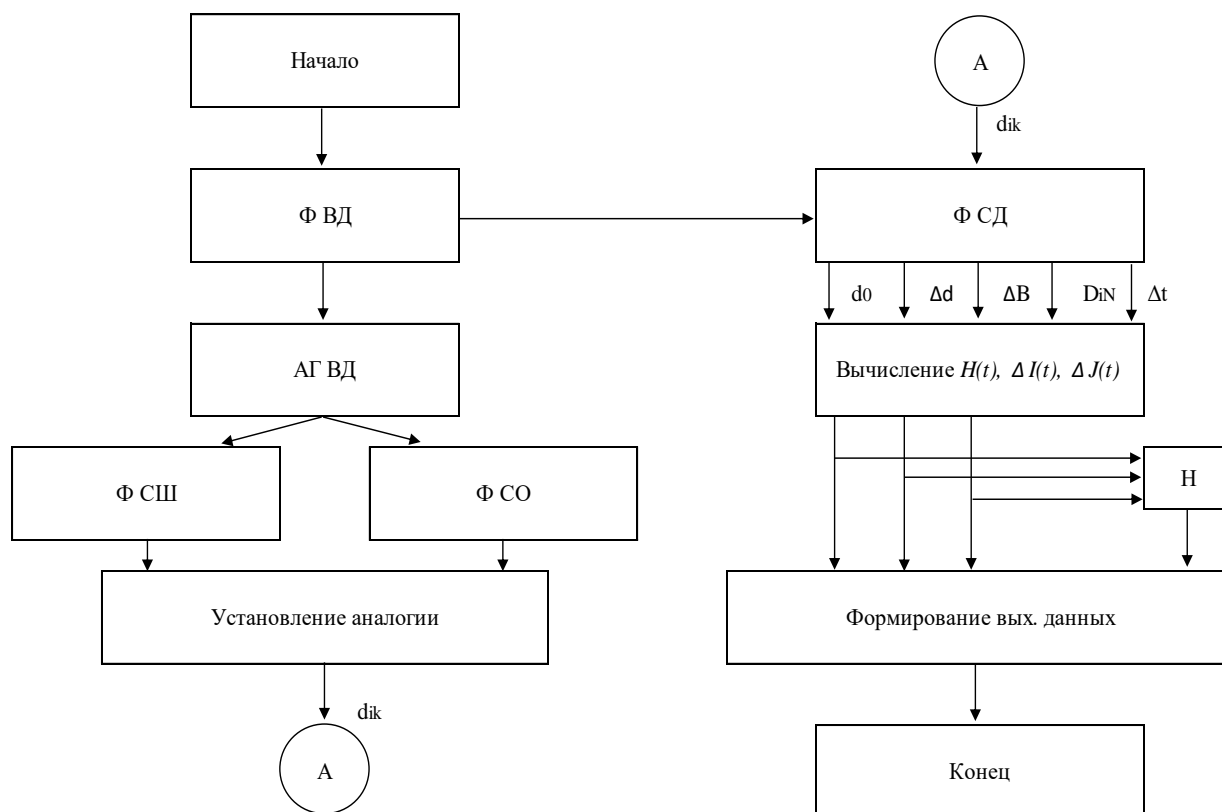 Начало
Ф ВД
АГ ВД
Ф СШ
Ф СО
Установление аналогии
dik
А
А
dik
Ф СД
d0 Δd ΔB DiN Δt
Вычисление H(t), Δ I(t), Δ J(t)
Н
Формирование вых. данных
Конец